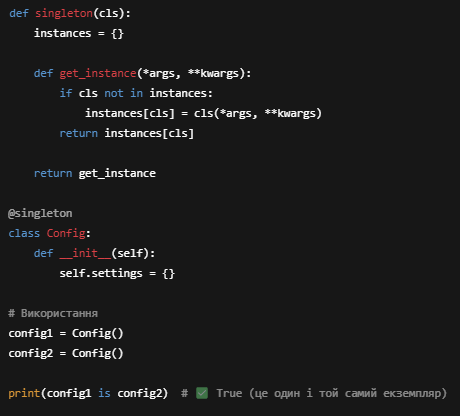 def singleton(cls):
    instances = {}

    def get_instance(*args, **kwargs):
        if cls not in instances:
            instances[cls] = cls(*args, **kwargs)
        return instances[cls]

    return get_instance

@singleton
class Config:
    def __init__(self):
        self.settings = {}

# Використання
config1 = Config()
config2 = Config()

print(config1 is config2)  # ✅ True (це один і той самий екземпляр)